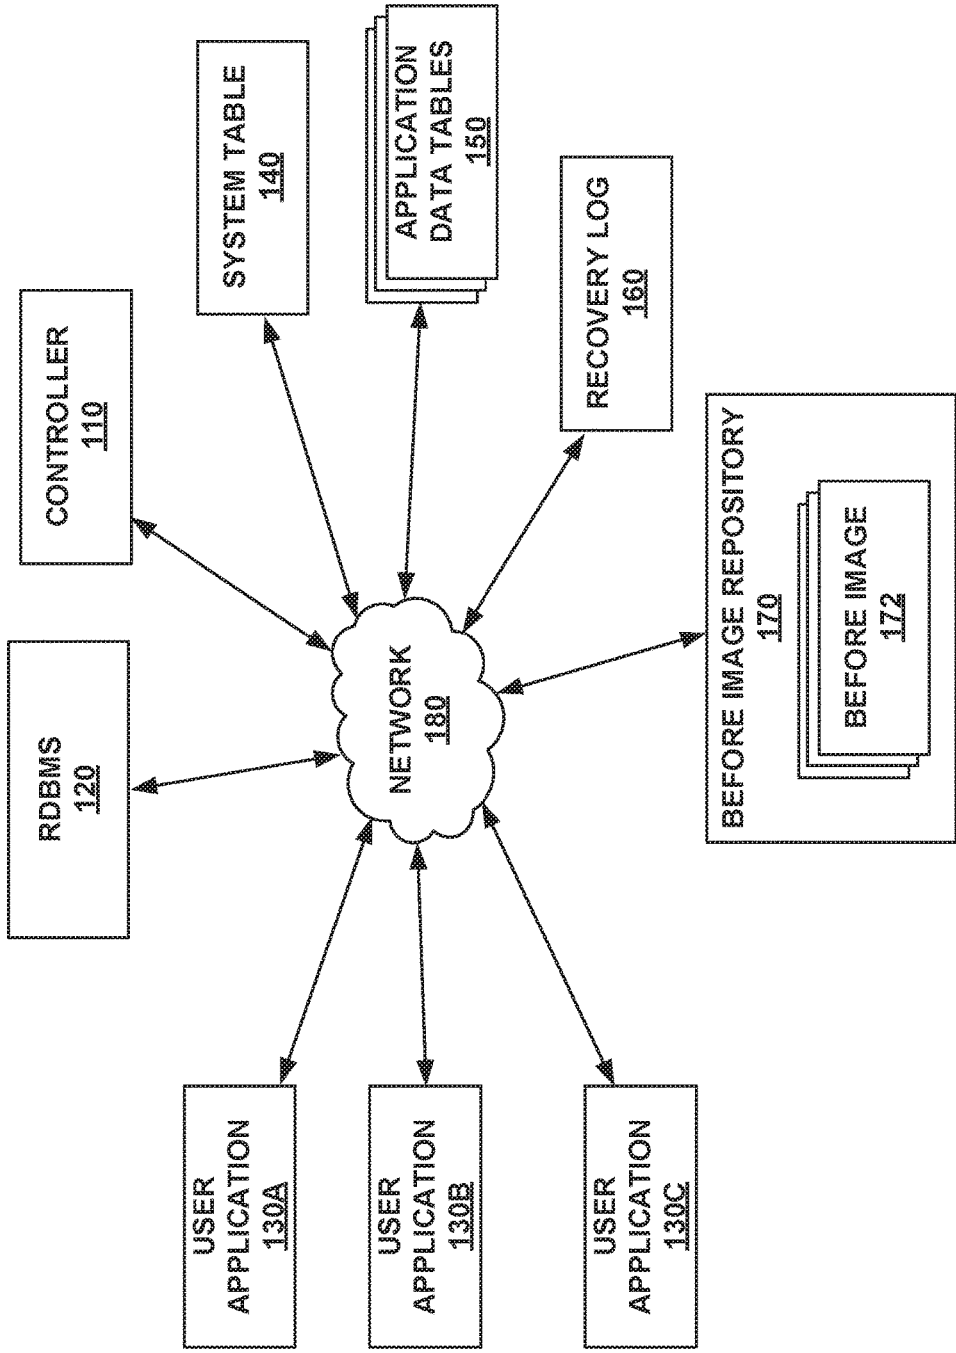 USER
APPLICATION
130A
USER
APPLICATION
130B
USER
APPLICATION
130C
RDBMS
120
CONTROLLER
110
NETWORK
180
SYSTEM TABLE
140
APPLICATION
DATA TABLES
150
RECOVERY LOG
160
BEFORE IMAGE REPOSITORY
170
BEFORE IMAGE
172